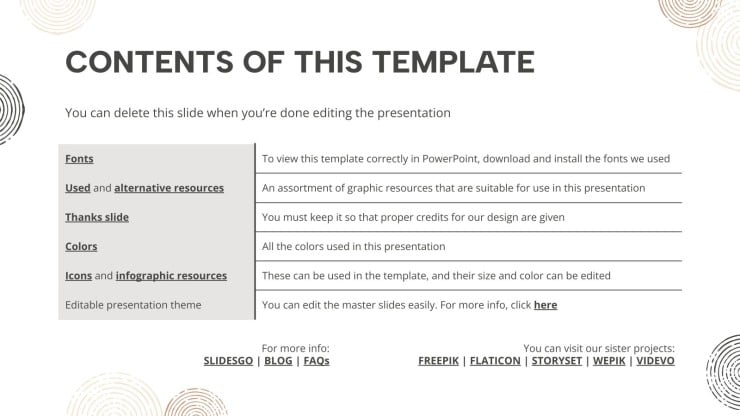 CONTENTS OF THIS TEMPLATE
You can delete this slide when you’re done editing the presentation
Fonts To view this template correctly in PowerPoint, download and install the fonts we used
Used and alternative resources An assortment of graphic resources that are suitable for use in this presentation
Thanks slide You must keep it so that proper credits for our design are given
Colors All the colors used in this presentation
Icons and infographic resources These can be used in the template, and their size and color can be edited
Editable presentation theme You can edit the master slides easily. For more info, click here
For more info:
SLIDESGO | BLOG | FAQs
You can visit our sister projects:
FREEPIK | FLATICON | STORYSET | WEPIK | VIDEVO